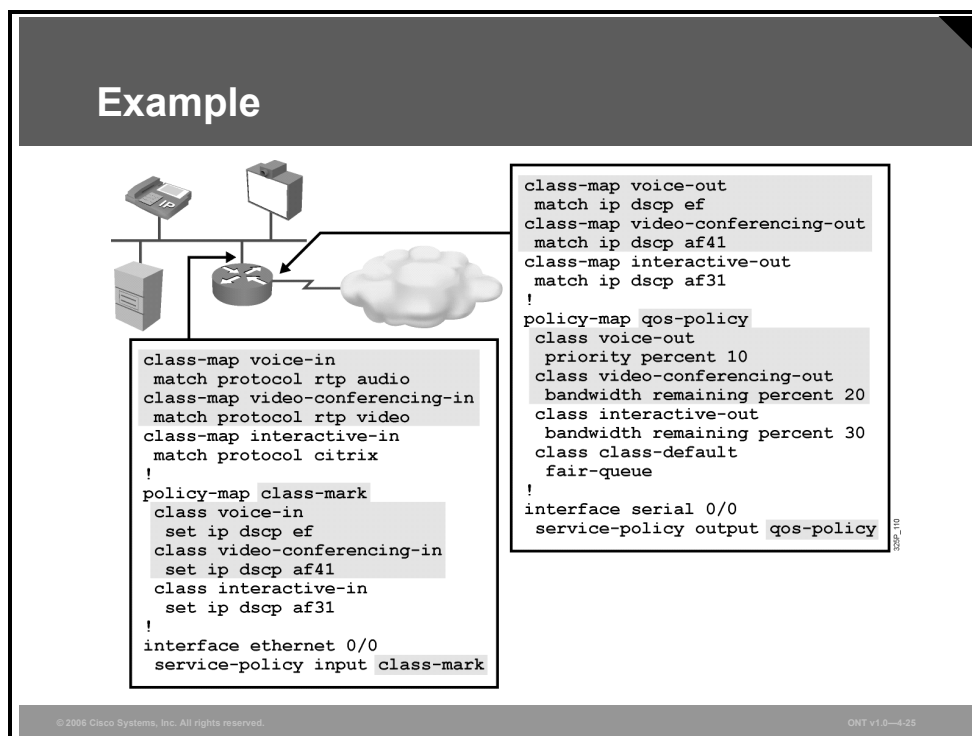 Example
IP
class-map voice-out
 match ip dscp ef
class-map video-conferencing-out
 match ip dscp af41
class-map interactive-out
 match ip dscp af31
!
policy-map qos-policy
 class voice-out
  priority percent 10
 class video-conferencing-out
  bandwidth remaining percent 20
 class interactive-out
  bandwidth remaining percent 30
 class class-default
  fair-queue
!
interface serial 0/0
 service-policy output qos-policy
325P_110
class-map voice-in
 match protocol rtp audio
class-map video-conferencing-in
 match protocol rtp video
class-map interactive-in
 match protocol citrix
!
policy-map class-mark
 class voice-in
  set ip dscp ef
 class video-conferencing-in
  set ip dscp af41
 class interactive-in
  set ip dscp af31
!
interface ethernet 0/0
 service-policy input class-mark
© 2006 Cisco Systems, Inc. All rights reserved.
ONT v1.0—4-25